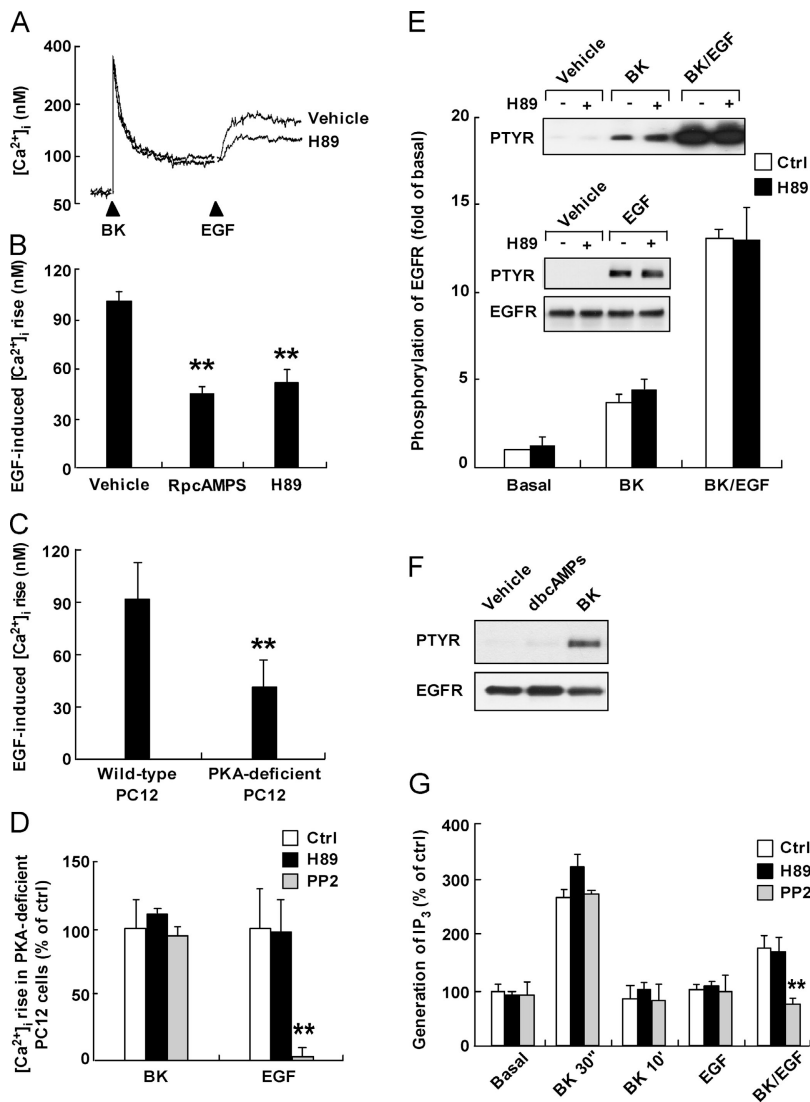 A
[Ca2+]i (nM)
400
200
100
50
Vehicle
H89
BK
EGF
B
EGF-induced [Ca2+]i rise (nM)
120
90
60
30
0
**
**
Vehicle
RpcAMPS
H89
C
EGF-induced [Ca2+]i rise (nM)
120
90
60
30
0
**
Wild-type
PC12
PKA-deficient
PC12
D
[Ca2+]i rise in PKA-deficient
PC12 cells (% of ctrl)
150
100
50
0
Ctrl
H89
PP2
**
BK
EGF
E
Phosphorylation of EGFR (fold of basal)
20
15
10
5
0
Vehicle
BK
BK/EGF
H89 - + - + - +
PTYR
Ctrl
H89
Vehicle
EGF
H89 - + - +
PTYR
EGFR
Basal
BK
BK/EGF
F
Vehicle
dbcAMPs
BK
PTYR
EGFR
G
Generation of IP3 (% of ctrl)
400
300
200
100
0
Ctrl
H89
PP2
**
Basal
BK 30"
BK 10'
EGF
BK/EGF